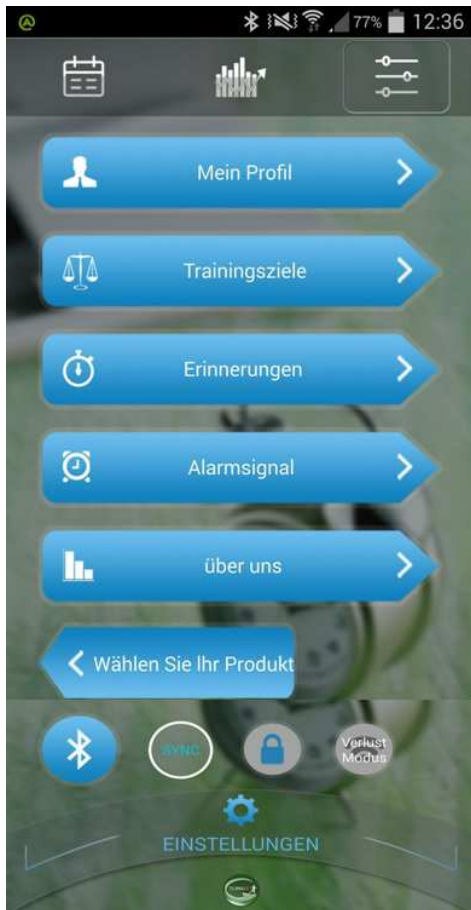 77% 12:36
Mein Profil
Trainingsziele
Erinnerungen
Alarmsignal
über uns
Wählen Sie Ihr Produkt
SYNC
Verlust
Modus
EINSTELLUNGEN